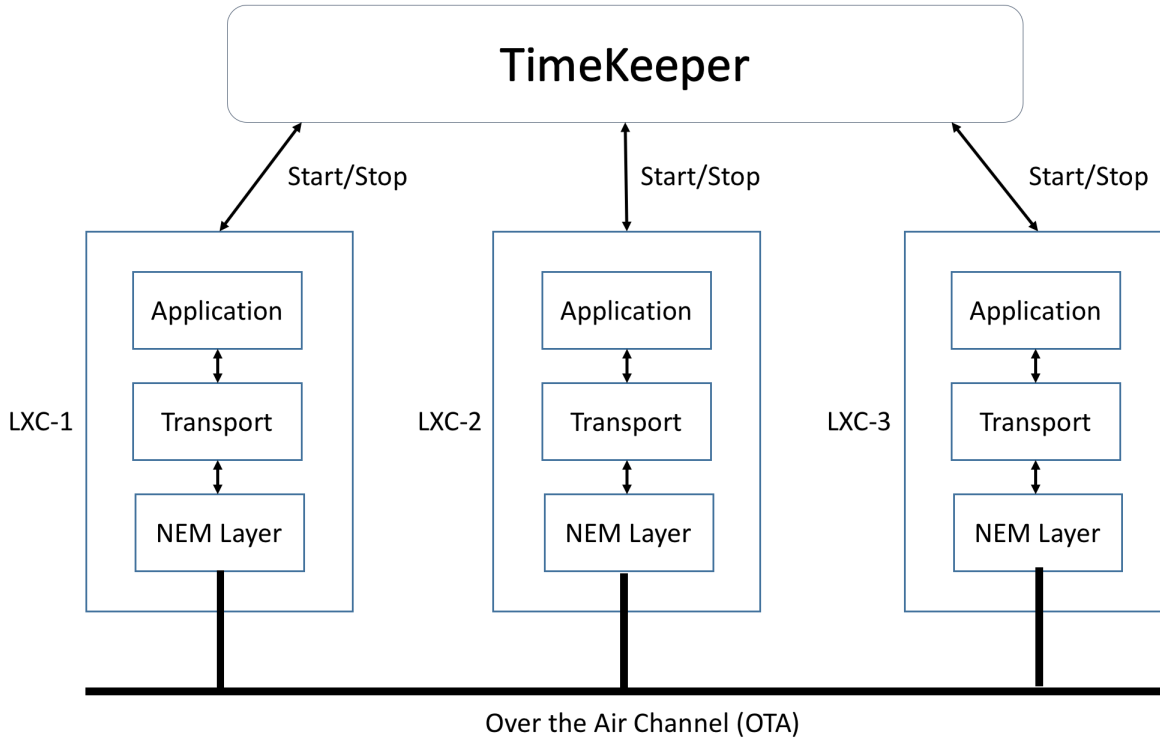 TimeKeeper
Start/Stop
Start/Stop
Start/Stop
Application
Application
Application
LXC-1
Transport
LXC-2
Transport
LXC-3
Transport
NEM Layer
NEM Layer
NEM Layer
Over the Air Channel (OTA)